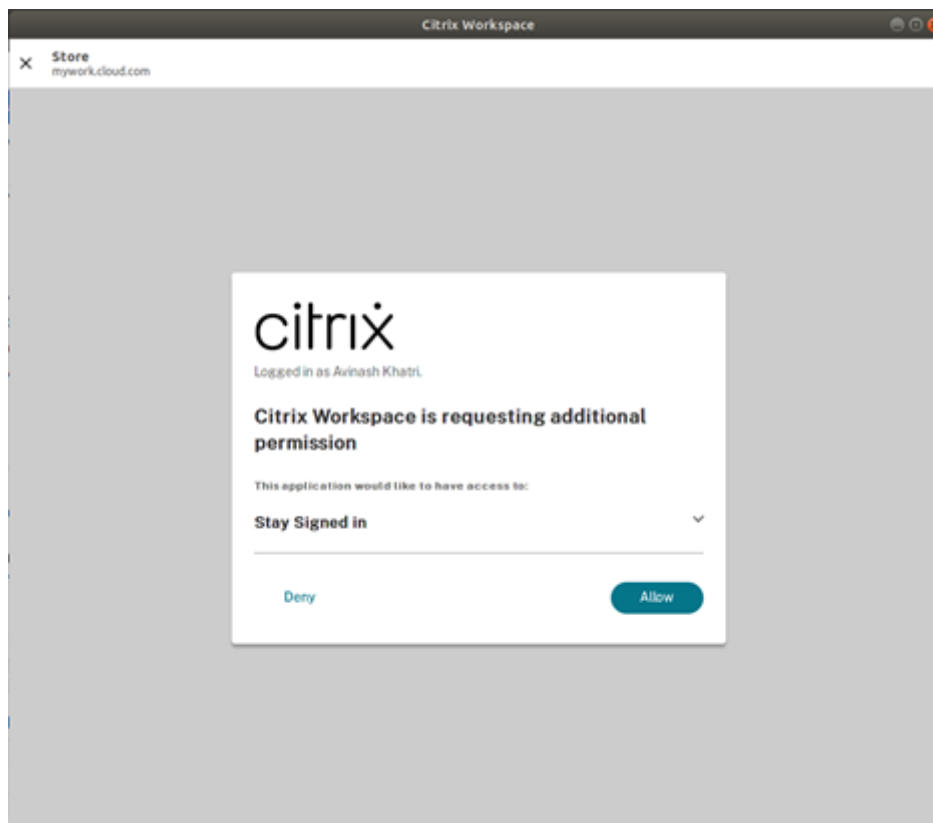 Citrix Workspace
Store
mywork.cloud.com
citrix
Logged in as Avinash Khatri.
Citrix Workspace is requesting additional
permission
This application would like to have access to:
Stay Signed in
Deny
Allow